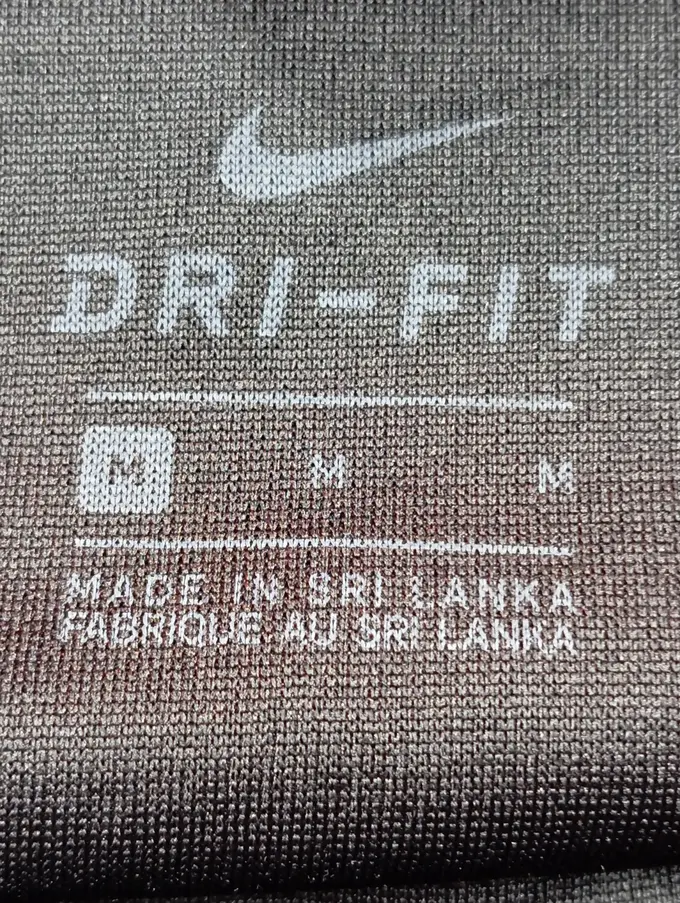 DRI-FIT
M M M
MADE IN SRI LANKA
FABRIQUE AU SRI LANKA